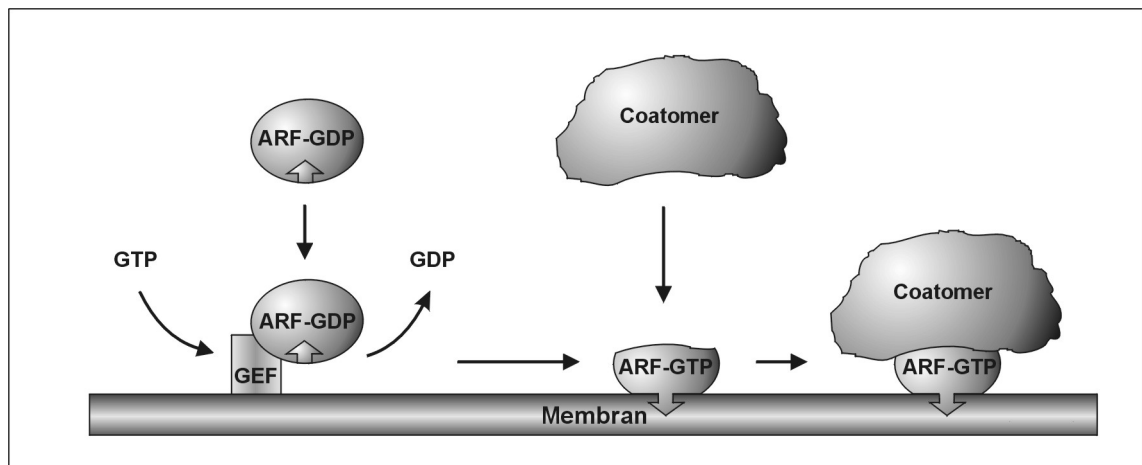 ARF-GDP
Coatomer
GTP
GDP
ARF-GDP
GEF
Coatomer
ARF-GTP
ARF-GTP
Membran